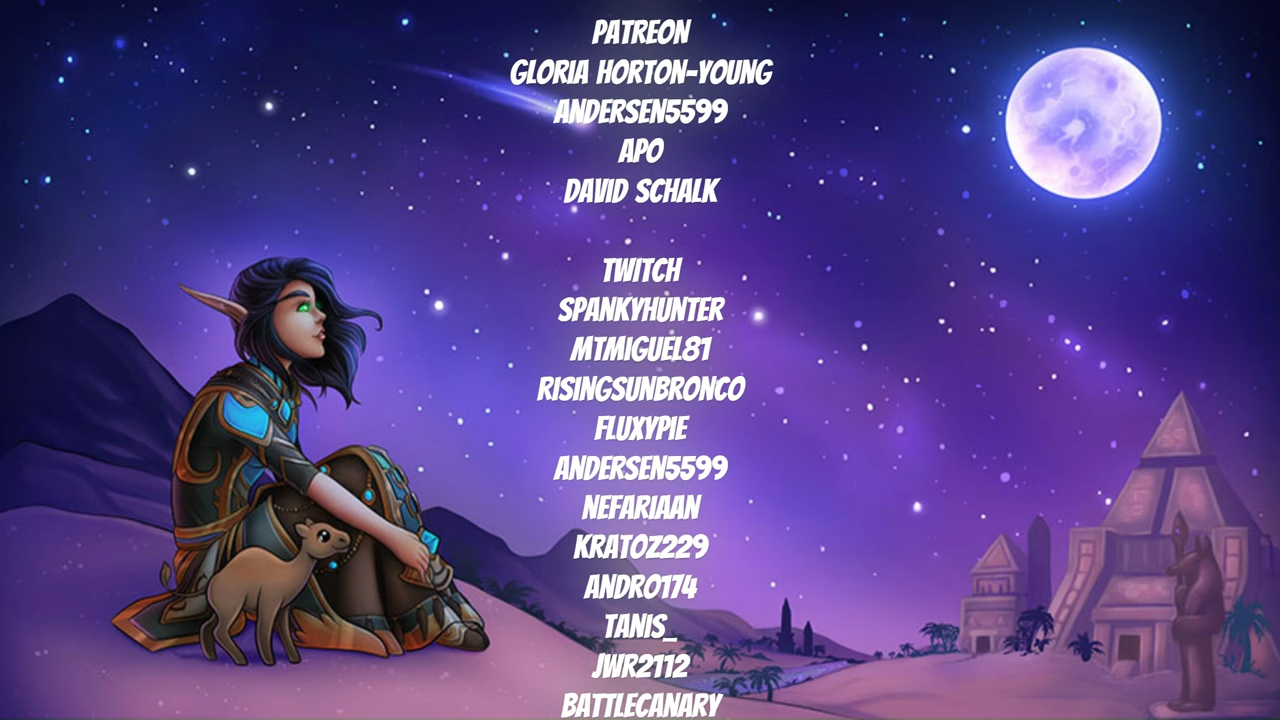 PATREON
GLORIA HORTON-YOUNG
ANDERSEN5599
APO
DAVID SCHALK
TWITCH
SPANKYHUNTER
MTMIGUEL81
RISINGSUNBRONCO
FLUXYPIE
ANDERSEN5599
NEFARIAAN
KRATOZ229
ANDRO174
TANIS_
JWR2112
BATTLECANARY